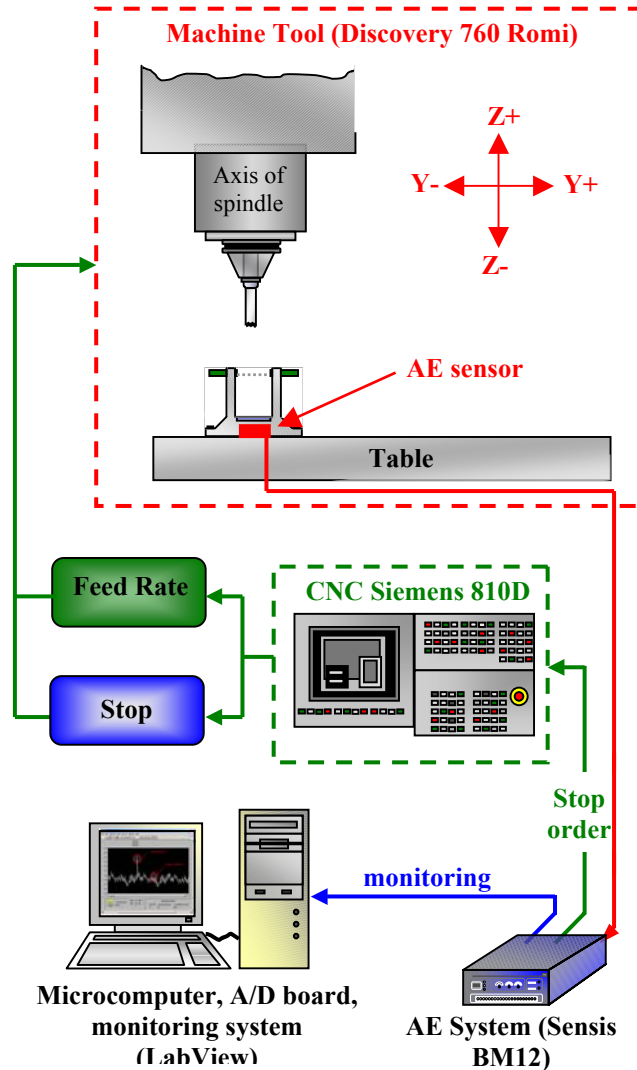 Machine Tool (Discovery 760 Romi)
Axis of
spindle
Z+
Y-
Y+
Z-
AE sensor
Table
Feed Rate
CNC Siemens 810D
Stop
Stop
order
monitoring
Microcomputer, A/D board,
monitoring system
(LabView)
AE System (Sensis
BM12)